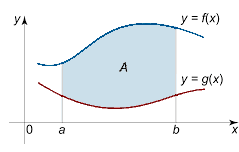 y
y = f(x)
A
y = g(x)
0 a b x